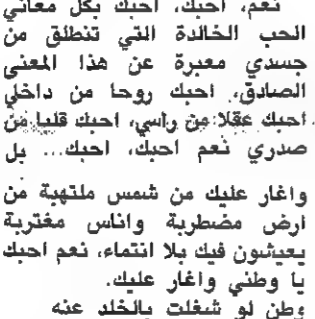 نعم، احبك، احبك بكل معاني
الحب الخالدة التي تنطلق من
جسدي معبرة عن هذا المعنى
الصادق، احبك روحا من داخلي
احبك عقلا من راسي، احبك قلبا من
صدري نعم احبك، احبك... بل
واغار عليك من شمس ملتهبة من
ارض مضطربة واناس مغتربة
يعيشون فيك بلا انتماء، نعم احبك
يا وطني واغار عليك.
وطن لو شغلت بالخلد عنه